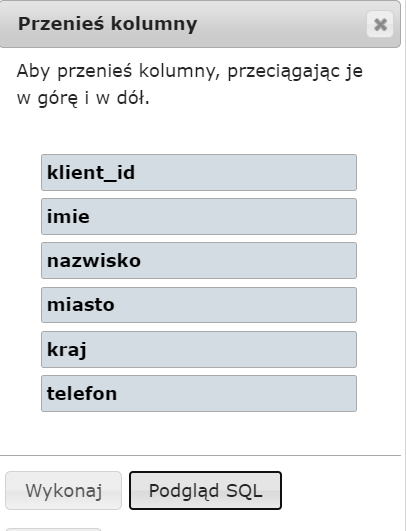 Przenieś kolumny
Aby przenieś kolumny, przeciągając je
w górę i w dół.
klient_id
imie
nazwisko
miasto
kraj
telefon
Wykonaj
Podgląd SQL